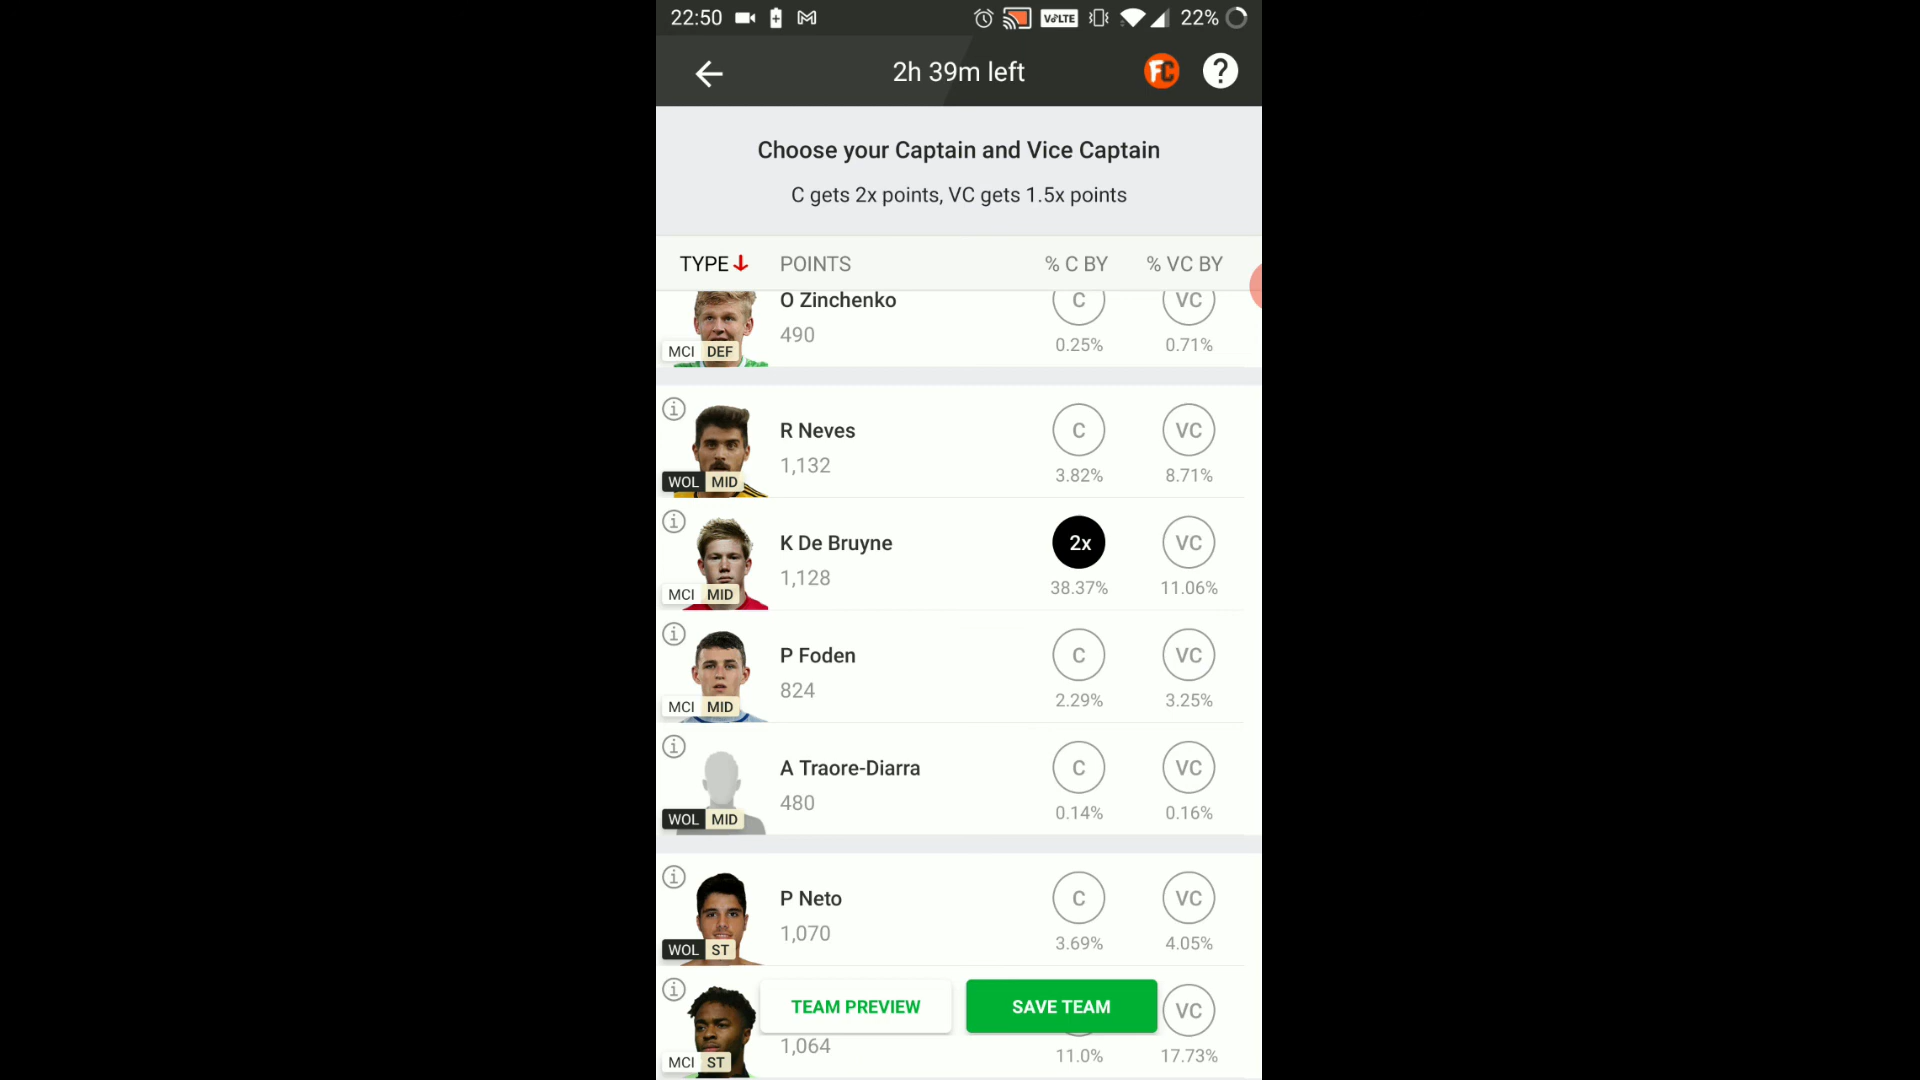 22:50
VoLTE
22%
2h 39m left
FC
?
Choose your Captain and Vice Captain
C gets 2x points, VC gets 1.5x points
TYPE POINTS % C BY % VC BY
O Zinchenko C VC
490 0.25% 0.71%
MCI DEF
R Neves C VC
1,132 3.82% 8.71%
WOL MID
K De Bruyne 2x VC
1,128 38.37% 11.06%
MCI MID
P Foden C VC
824 2.29% 3.25%
MCI MID
A Traore-Diarra C VC
480 0.14% 0.16%
WOL MID
P Neto C VC
1,070 3.69% 4.05%
WOL ST
TEAM PREVIEW SAVE TEAM VC
1,064 11.0% 17.73%
MCI ST